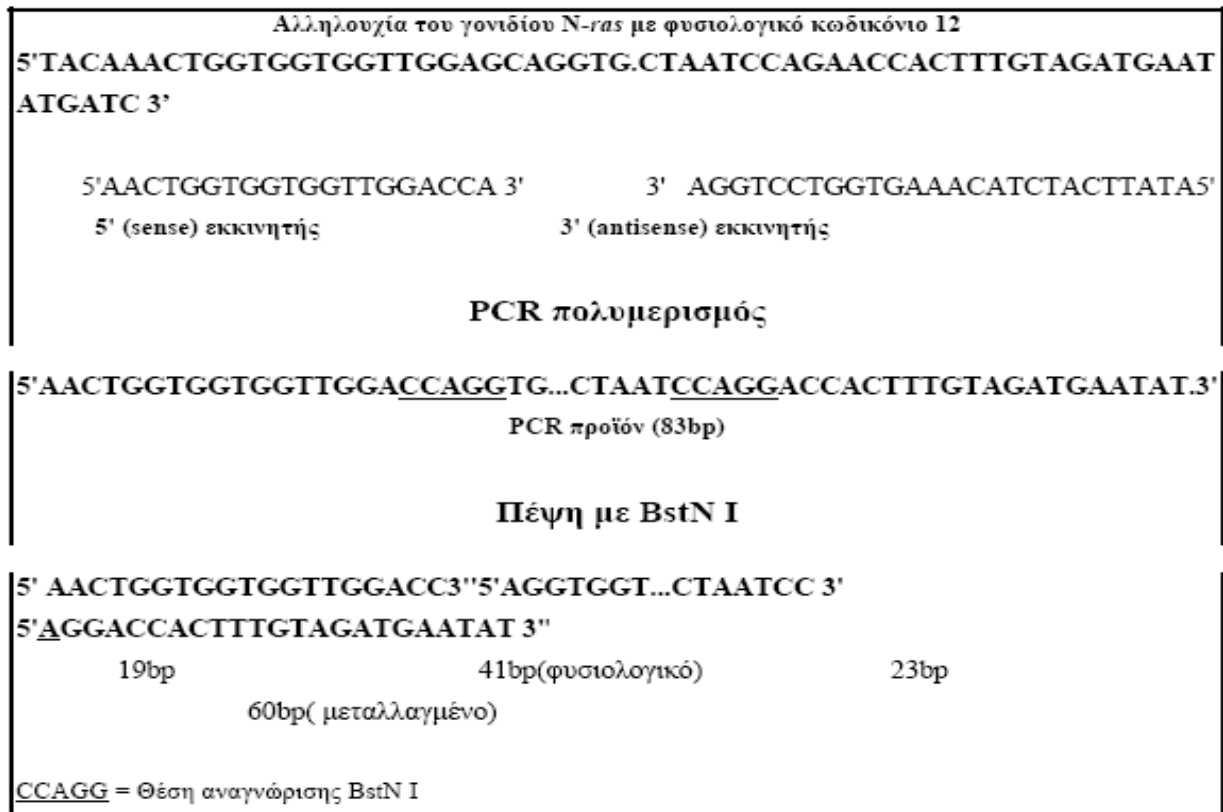 Αλληλουχία του γονιδίου N-ras με φυσιολογικό κωδικόνιο 12
5'TACAAACTGGTGGTGGTTGGAGCAGGTG.CTAATCCAGAACCACTTTGTAGATGAAT
ATGATC 3’
5'AACTGGTGGTGGTTGGACCA 3' 3' AGGTCCTGGTGAAACATCTACTTATA5'
5' (sense) εκκινητής 3' (antisense) εκκινητής
PCR πολυμερισμός
5'AACTGGTGGTGGTTGGACCAGGTG...CTAATCCAGGACCACTTTGTAGATGAATAT.3'
PCR προϊόν (83bp)
Πέψη με BstN I
5' AACTGGTGGTGGTTGGACC3''5'AGGTGGT...CTAATCC 3'
5'AGGACCACTTTGTAGATGAATAT 3''
19bp 41bp(φυσιολογικό) 23bp
60bp( μεταλλαγμένο)
CCAGG = Θέση αναγνώρισης BstN I